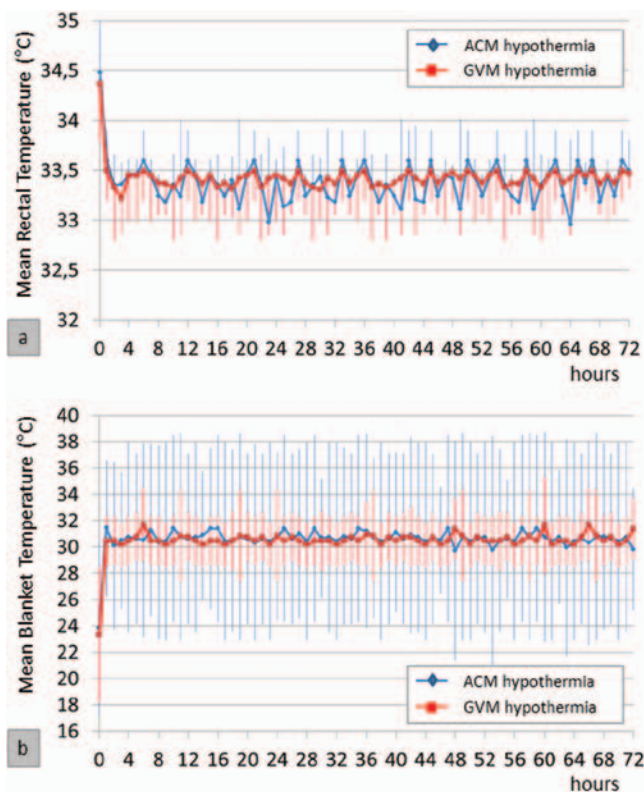 Mean Rectal Temperature (°C)
35
34,5
34
33,5
33
32,5
32
ACM hypothermia
GVM hypothermia
0 4 8 12 16 20 24 28 32 36 40 44 48 52 56 60 64 68 72
hours
a
Mean Blanket Temperature (°C)
40
38
36
34
32
30
28
26
24
22
20
18
16
ACM hypothermia
GVM hypothermia
0 4 8 12 16 20 24 28 32 36 40 44 48 52 56 60 64 68 72
hours
b